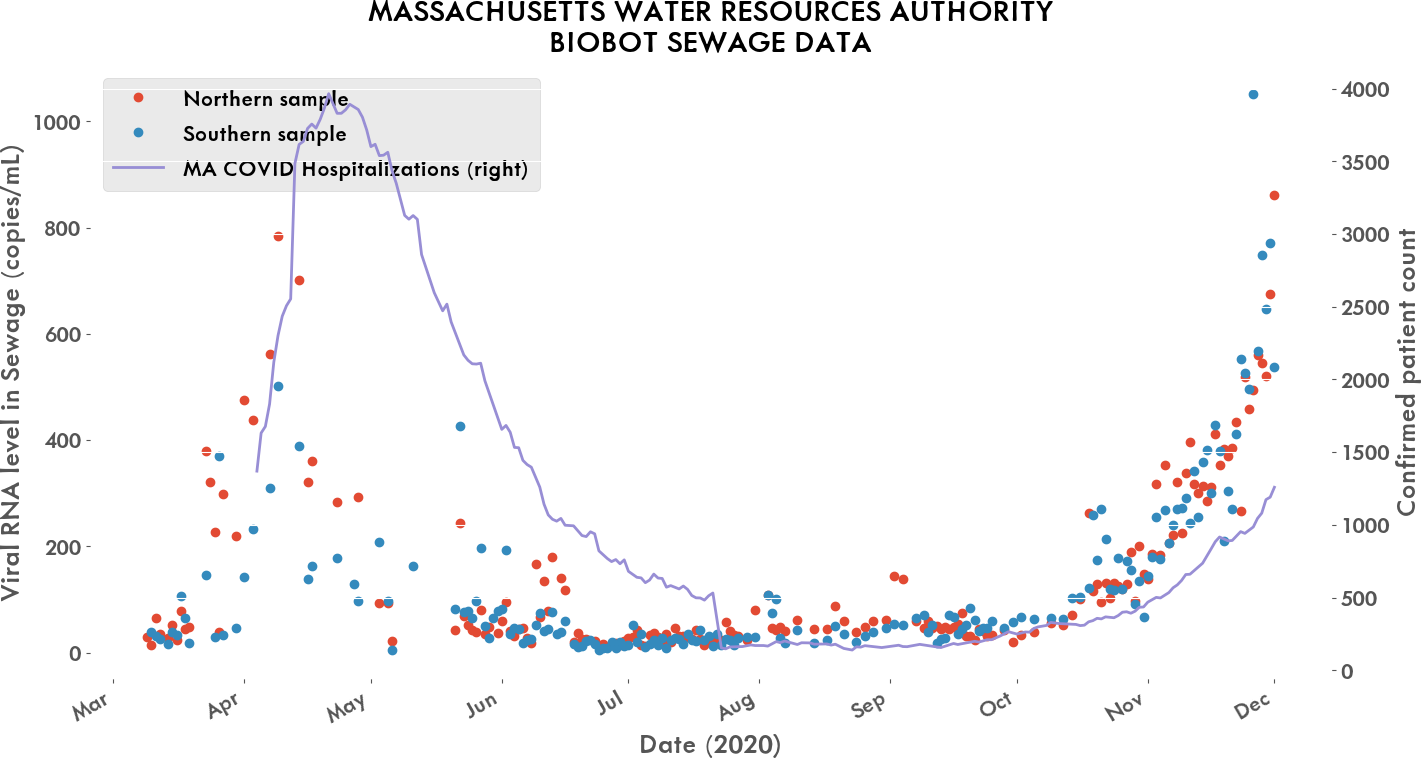 MASSACHUSETTS WATER RESOURCES AUTHORITY
BIOBOT SEWAGE DATA
Northern sample
Southern sample
MA COVID Hospitalizations (right)
Viral RNA level in Sewage (copies/mL)
1000
800
600
400
200
0
4000
3500
3000
2500
2000
1500
1000
500
0
Confirmed patient count
Mar Apr May Jun Jul Aug Sep Oct Nov Dec
Date (2020)